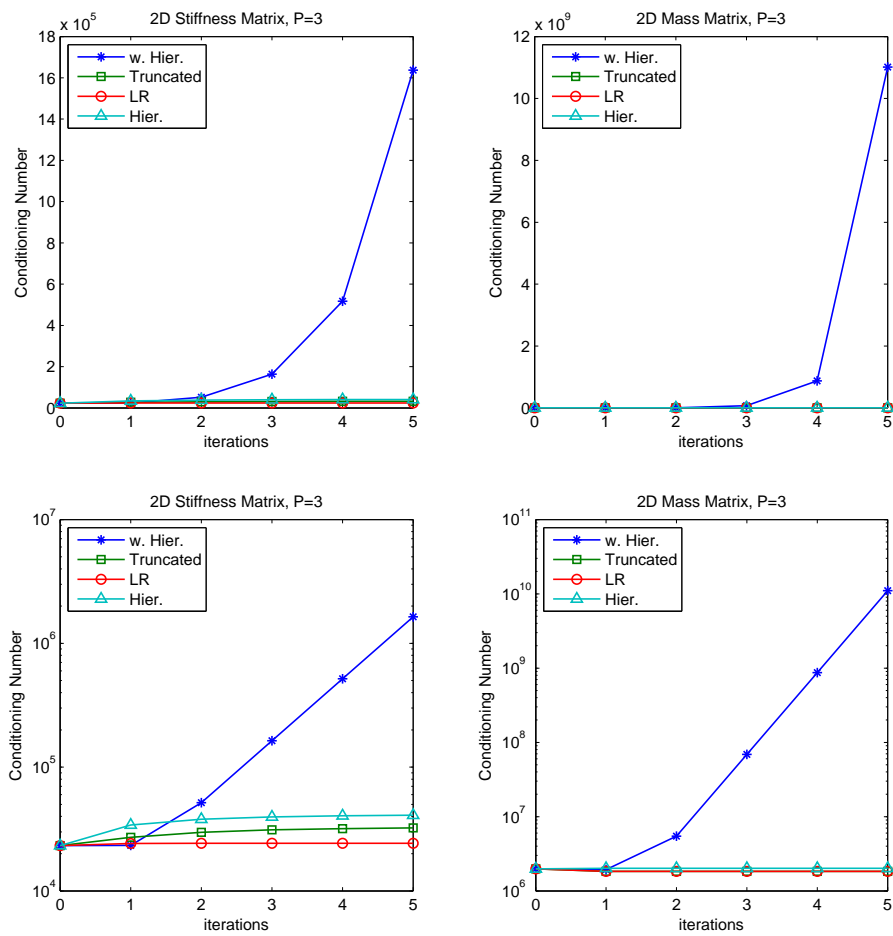 2D Stiffness Matrix, P=3
x 10^5
18
16
14
12
10
8
6
4
2
0
0 1 2 3 4 5
iterations
Conditioning Number
w. Hier.
Truncated
LR
Hier.
2D Mass Matrix, P=3
x 10^9
12
10
8
6
4
2
0
0 1 2 3 4 5
iterations
Conditioning Number
w. Hier.
Truncated
LR
Hier.
2D Stiffness Matrix, P=3
10^7
10^6
10^5
10^4
0 1 2 3 4 5
iterations
Conditioning Number
w. Hier.
Truncated
LR
Hier.
2D Mass Matrix, P=3
10^11
10^10
10^9
10^8
10^7
10^6
0 1 2 3 4 5
iterations
Conditioning Number
w. Hier.
Truncated
LR
Hier.